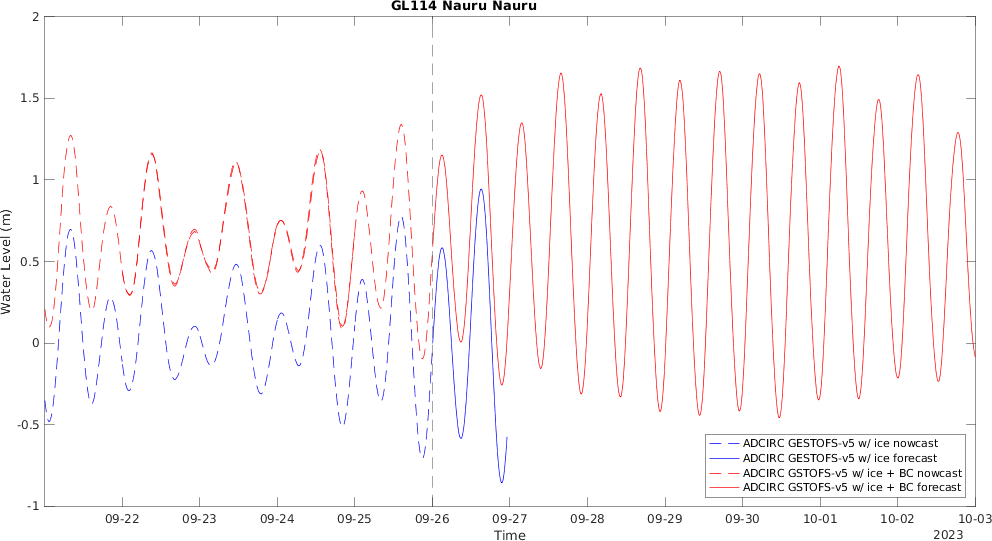 GL114 Nauru Nauru
2
1.5
1
0.5
0
-0.5
-1
Water Level (m)
ADCIRC GESTOFS-v5 w/ ice nowcast
ADCIRC GESTOFS-v5 w/ ice forecast
ADCIRC GSTOFS-v5 w/ ice + BC nowcast
ADCIRC GSTOFS-v5 w/ ice + BC forecast
09-22 09-23 09-24 09-25 09-26 09-27 09-28 09-29 09-30 10-01 10-02 10-03
Time
2023